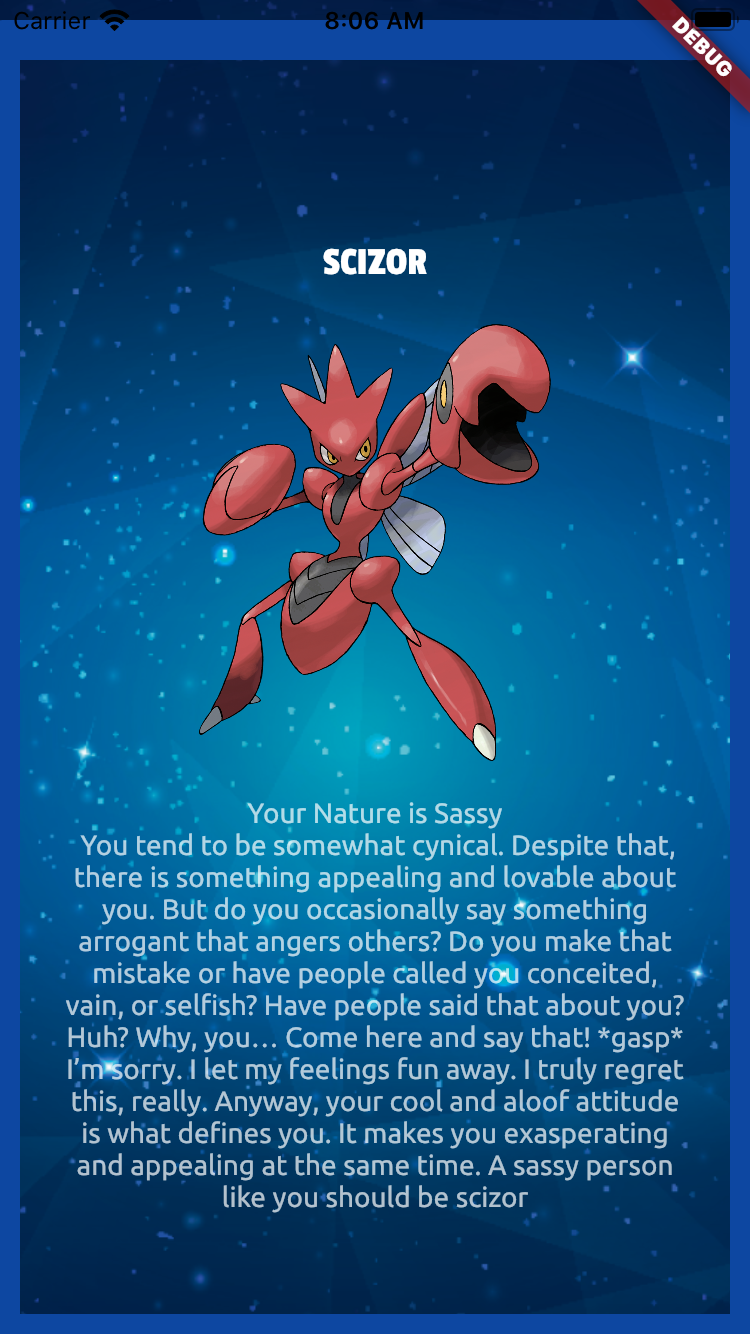 Carrier 8:06 AM
DEBUG
SCIZOR
Your Nature is Sassy
You tend to be somewhat cynical. Despite that,
there is something appealing and lovable about
you. But do you occasionally say something
arrogant that angers others? Do you make that
mistake or have people called you conceited,
vain, or selfish? Have people said that about you?
Huh? Why, you... Come here and say that! *gasp*
I'm sorry. I let my feelings fun away. I truly regret
this, really. Anyway, your cool and aloof attitude
is what defines you. It makes you exasperating
and appealing at the same time. A sassy person
like you should be scizor